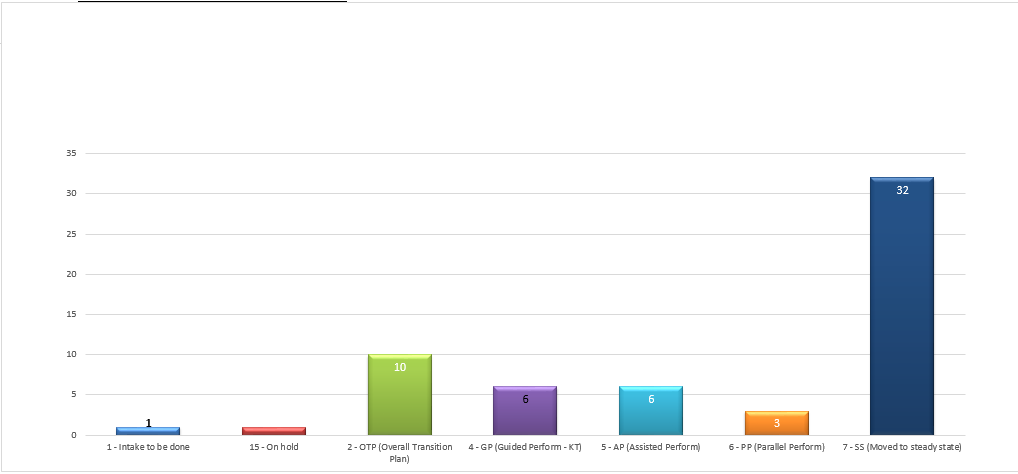 35
30
25
20
15
10
5
0
1
10
6
6
3
32
1 - Intake to be done
15 - On hold
2 - OTP (Overall Transition
Plan)
4 - GP (Guided Perform - KT)
5 - AP (Assisted Perform)
6 - PP (Parallel Perform)
7 - SS (Moved to steady state)